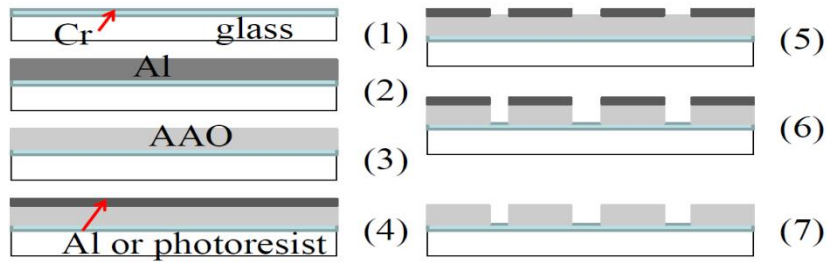 Cr
glass
(1)
Al
(2)
AAO
(3)
Al or photoresist
(4)
(5)
(6)
(7)